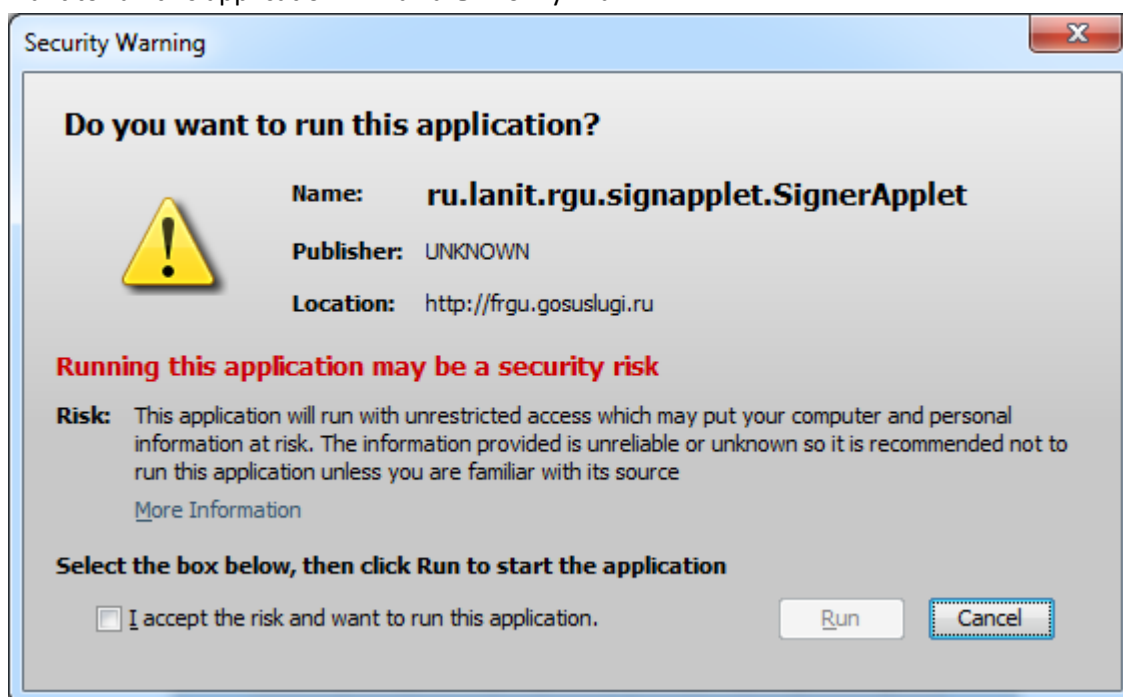 Security Warning
Do you want to run this application?
Name: ru.lanit.rgu.signapplet.SignerApplet
Publisher: UNKNOWN
Location: http://frgu.gosuslugi.ru
Running this application may be a security risk
Risk: This application will run with unrestricted access which may put your computer and personal
information at risk. The information provided is unreliable or unknown so it is recommended not to
run this application unless you are familiar with its source
More Information
Select the box below, then click Run to start the application
I accept the risk and want to run this application. Run Cancel